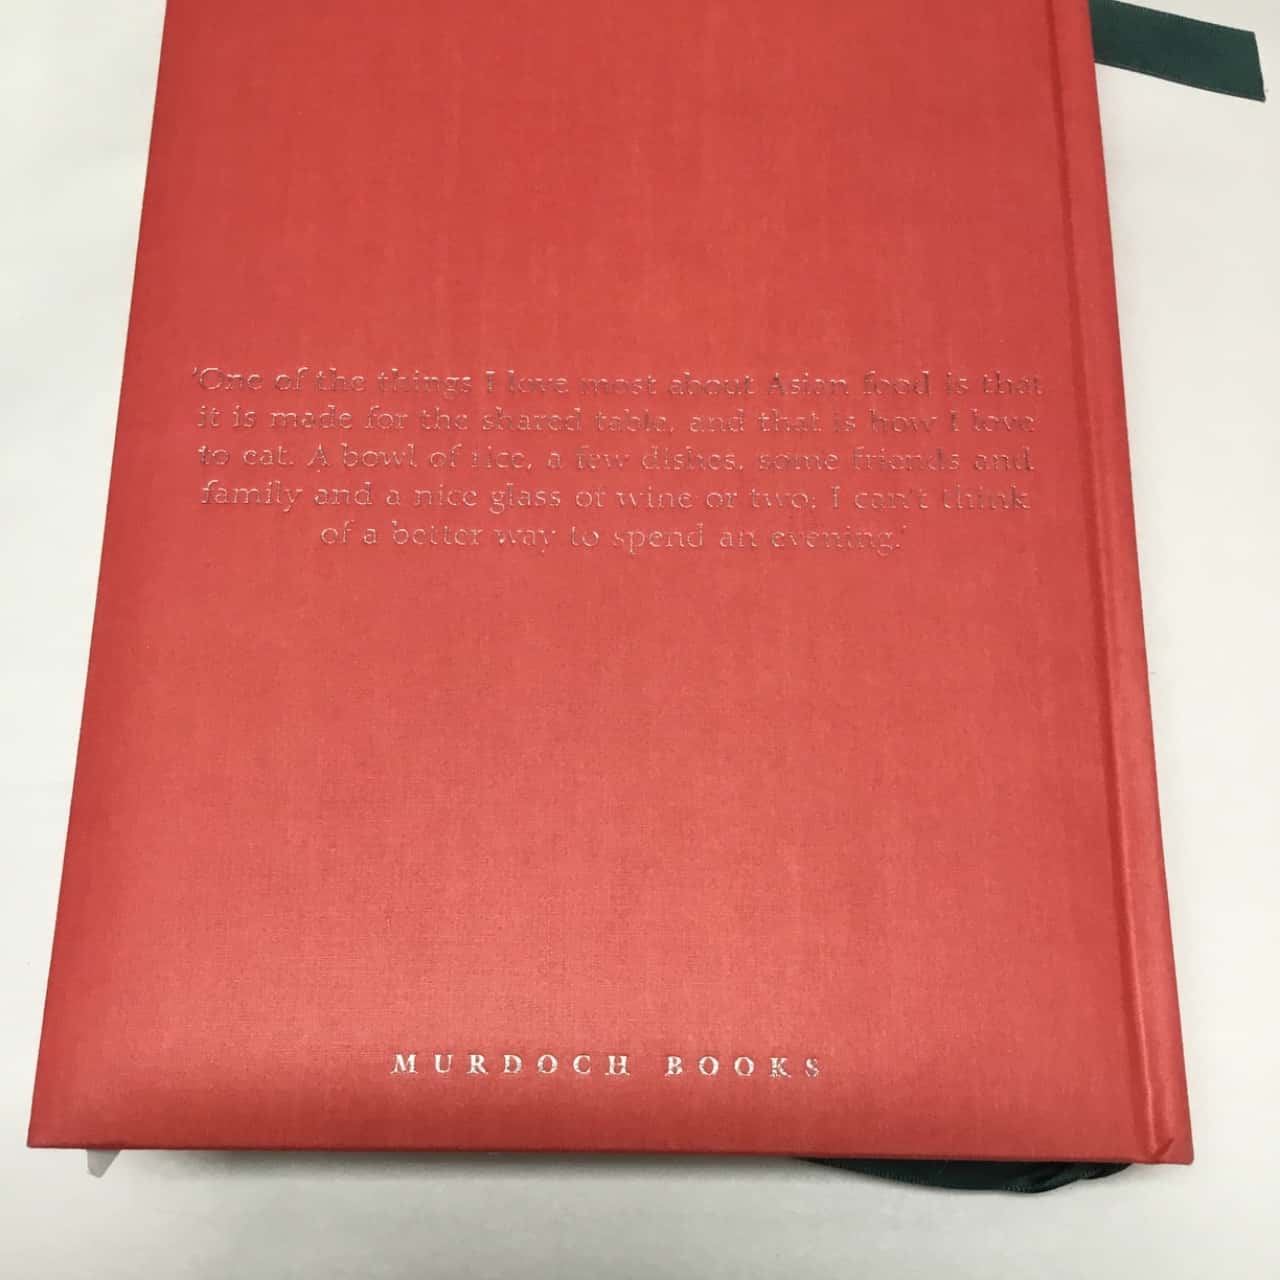 'One of the things I love most about Asian food is that
it is made for the shared table, and that is how I love
to eat. A bowl of rice, a few dishes, some friends and
family and a nice glass of wine or two; I can't think
of a better way to spend an evening.'
MURDOCH BOOKS